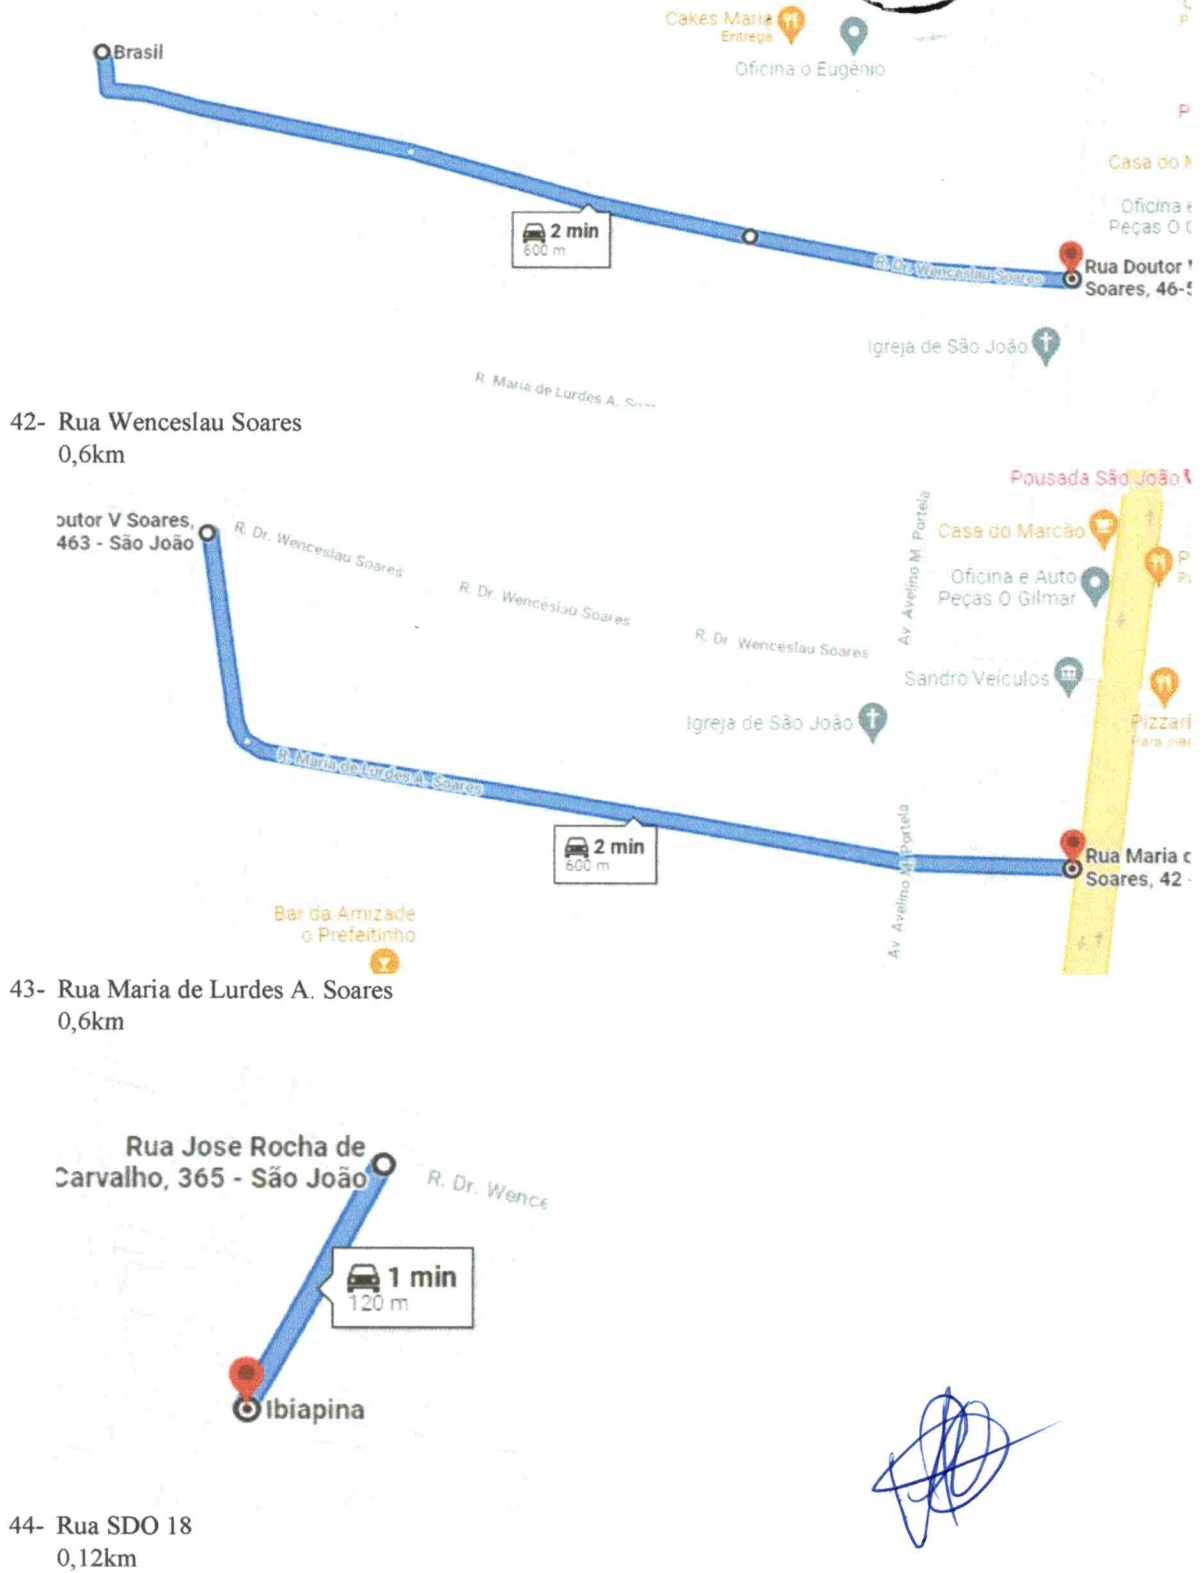 Cakes Maria
Entrega
Oficina o Eugênio
Brasil
Casa do
Oficina e
Peças O G
2 min
600 m
R. Dr. Wenceslau Soares
Rua Doutor
Soares, 46-5
Igreja de São João
R. Maria de Lurdes A. Soar
42- Rua Wenceslau Soares
0,6km
Pousada São João
outor V Soares,
463 - São João
R. Dr. Wenceslau Soares
R. Dr. Wenceslau Soares
R. Dr. Wenceslau Soares
Av. Avelino M. Portela
Casa do Marcão
Oficina e Auto
Peças O Gilmar
Sandro Veículos
Igreja de São João
Pizzari
R. Maria de Lurdes A. Soares
2 min
600 m
Av. Avelino M. Portela
Rua Maria d
Soares, 42 -
Bar da Amizade
o Prefeitinho
43- Rua Maria de Lurdes A. Soares
0,6km
Rua Jose Rocha de
Carvalho, 365 - São João
R. Dr. Wence
1 min
120 m
Ibiapina
44- Rua SDO 18
0,12km